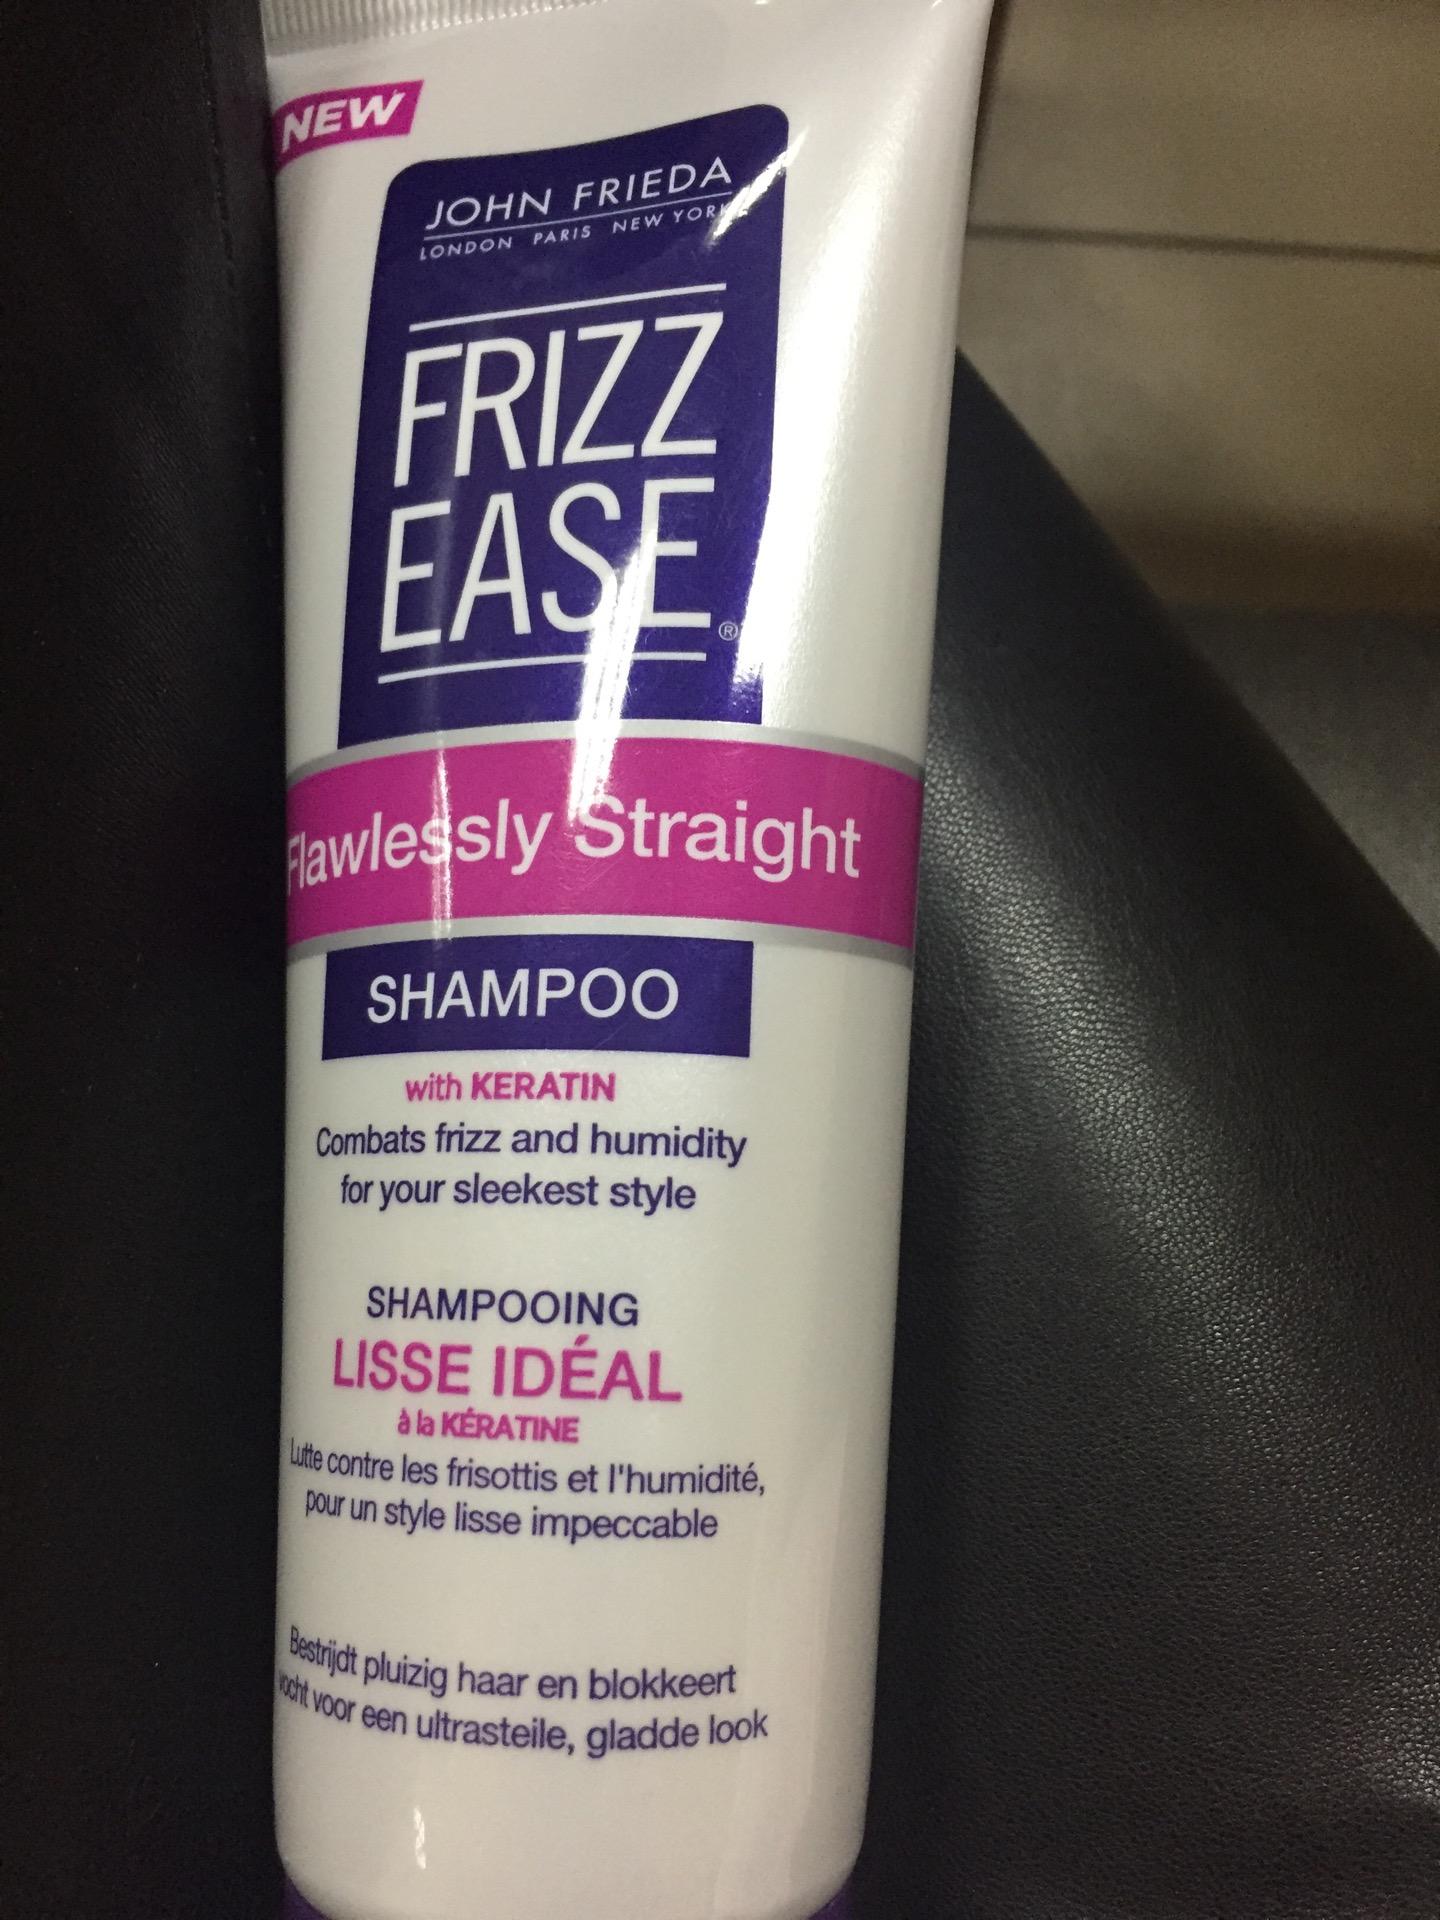 NEW
JOHN FRIEDA
LONDON PARIS NEW YORK
FRIZZ
EASE®
Flawlessly Straight
SHAMPOO
with KERATIN
Combats frizz and humidity
for your sleekest style
SHAMPOOING
LISSE IDÉAL
à la KÉRATINE
Lutte contre les frisottis et l'humidité,
pour un style lisse impeccable
Bestrijdt pluizig haar en blokkeert
vocht voor een ultrasteile, gladde look